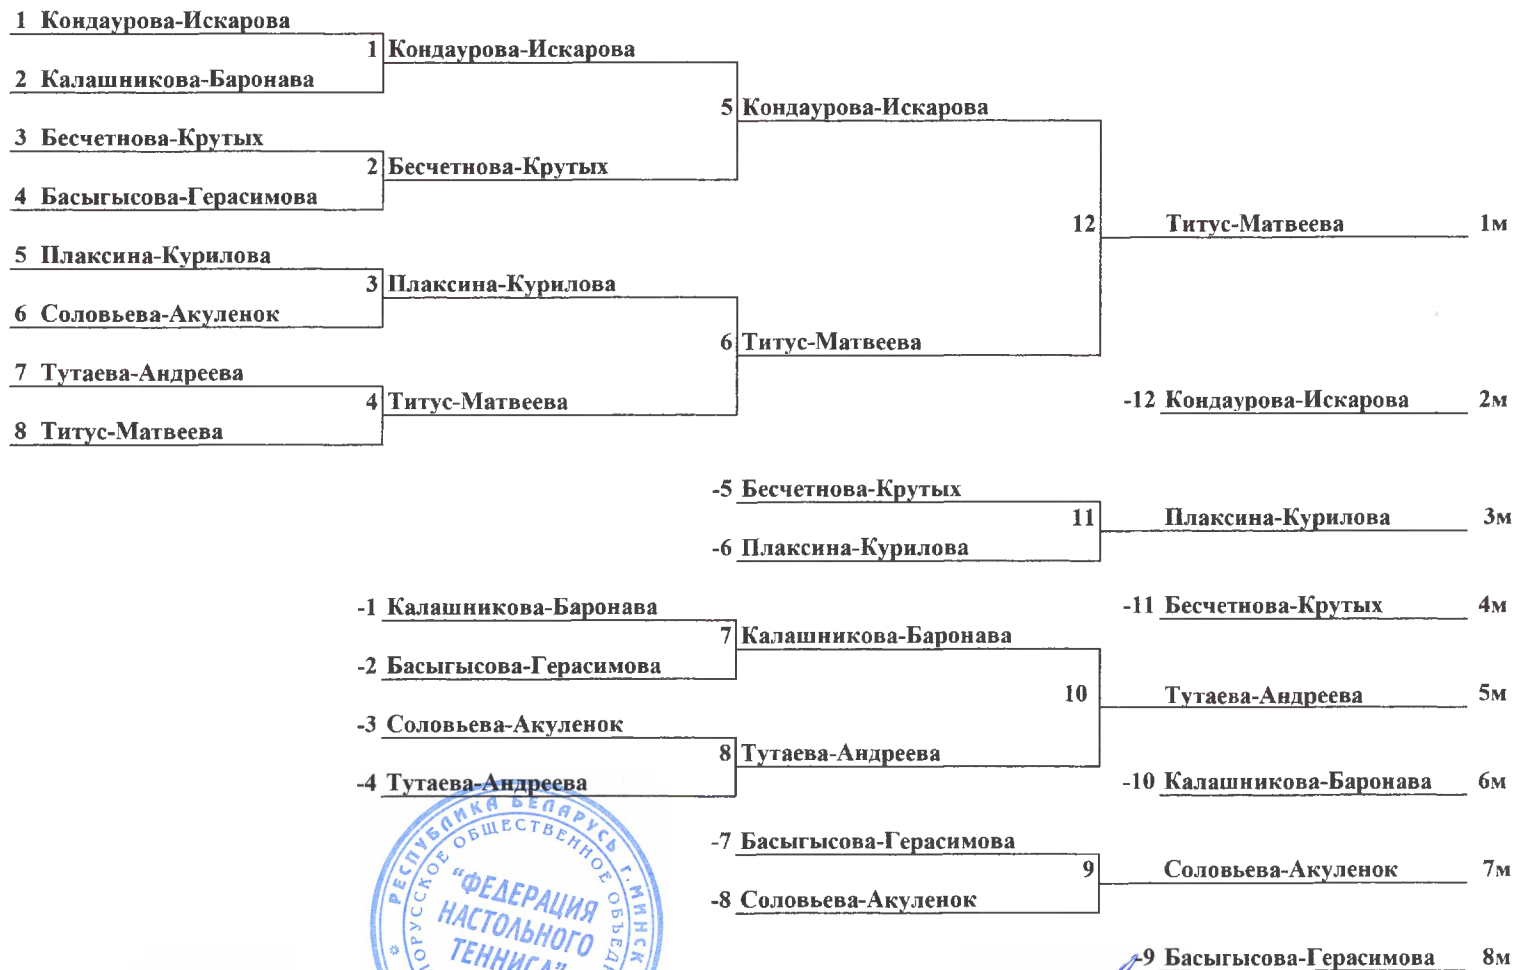 1 Кондаурова-Искарова
1 Кондаурова-Искарова
2 Калашникова-Баронава
5 Кондаурова-Искарова
3 Бесчетнова-Крутых
2 Бесчетнова-Крутых
4 Басыгысова-Герасимова
12 Титус-Матвеева 1м
5 Плаксина-Курилова
3 Плаксина-Курилова
6 Соловьева-Акуленок
6 Титус-Матвеева
7 Тутаева-Андреева
4 Титус-Матвеева
-12 Кондаурова-Искарова 2м
8 Титус-Матвеева
-5 Бесчетнова-Крутых
11 Плаксина-Курилова 3м
-6 Плаксина-Курилова
-1 Калашникова-Баронава
-11 Бесчетнова-Крутых 4м
7 Калашникова-Баронава
-2 Басыгысова-Герасимова
10 Тутаева-Андреева 5м
-3 Соловьева-Акуленок
8 Тутаева-Андреева
-4 Тутаева-Андреева
-10 Калашникова-Баронава 6м
-7 Басыгысова-Герасимова
9 Соловьева-Акуленок 7м
-8 Соловьева-Акуленок
-9 Басыгысова-Герасимова 8м
РЕСПУБЛИКА БЕЛАРУСЬ г. МИНСК
ОБЩЕСТВЕННОЕ
"ФЕДЕРАЦИЯ
НАСТОЛЬНОГО
ТЕННИСА"